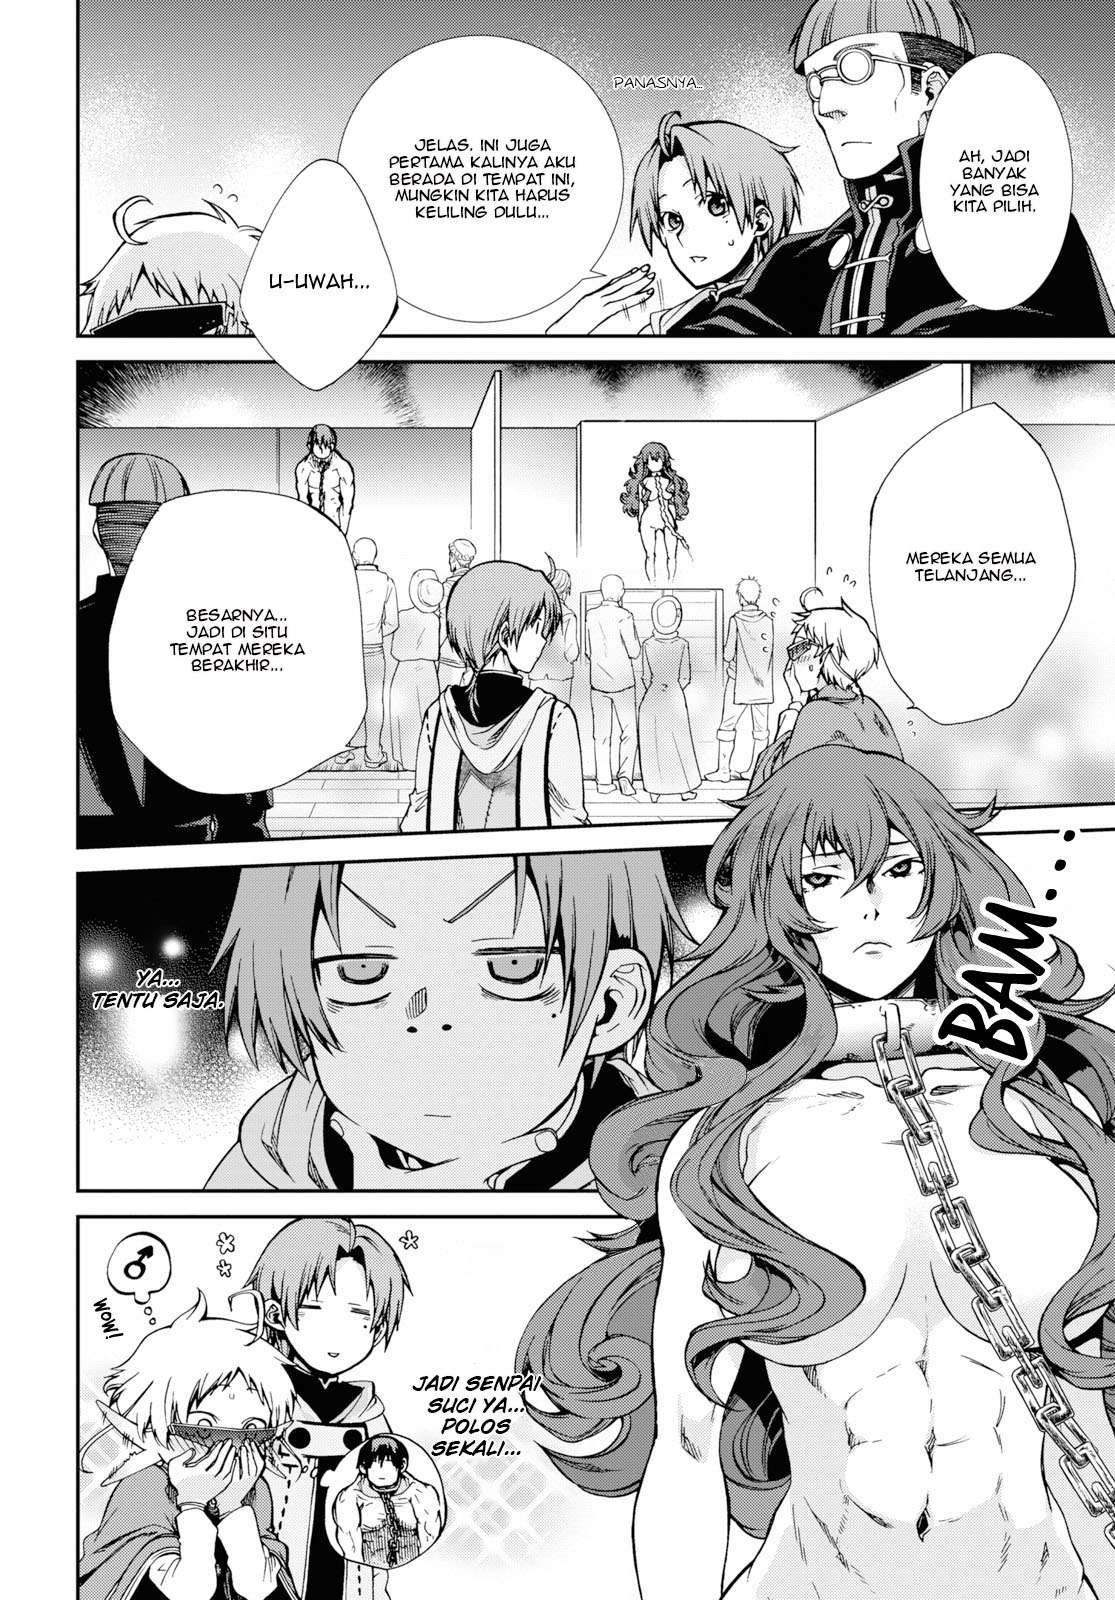 AH, JADI
BANYAK
YANG BISA
KITA PILIH.
PANASNYA..
JELAS. INI JUGA
PERTAMA KALINYA AKU
BERADA DI TEMPAT INI,
MUNGKIN KITA HARUS
KELILING DULU...
U-UWAH...
MEREKA SEMUA
TELANJANG...
BESARNYA...
JADI DI SITU
TEMPAT MEREKA
BERAKHIR...
BAM...
YA...
TENTU SAJA.
♂
WOW!
JADI SENPAI
SUCI YA...
POLOS
SEKALI...